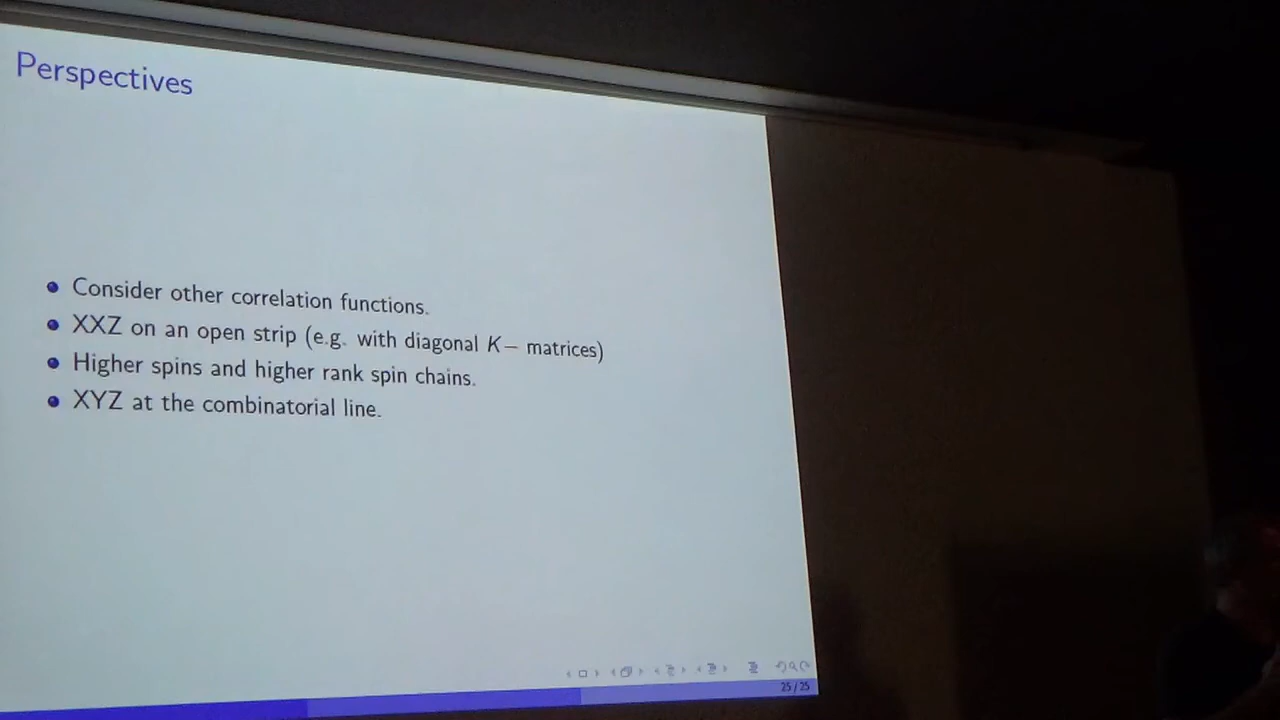 Perspectives
Consider other correlation functions.
XXZ on an open strip (e.g. with diagonal K− matrices)
Higher spins and higher rank spin chains.
XYZ at the combinatorial line.
25/25